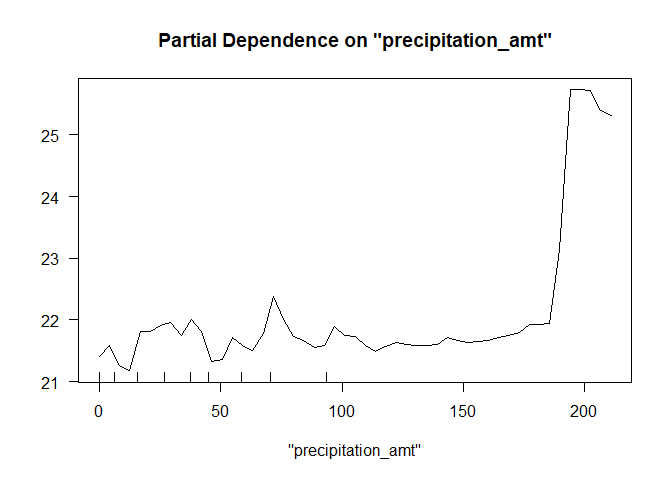 Partial Dependence on "precipitation_amt"
25
24
23
22
21
0 50 100 150 200
"precipitation_amt"